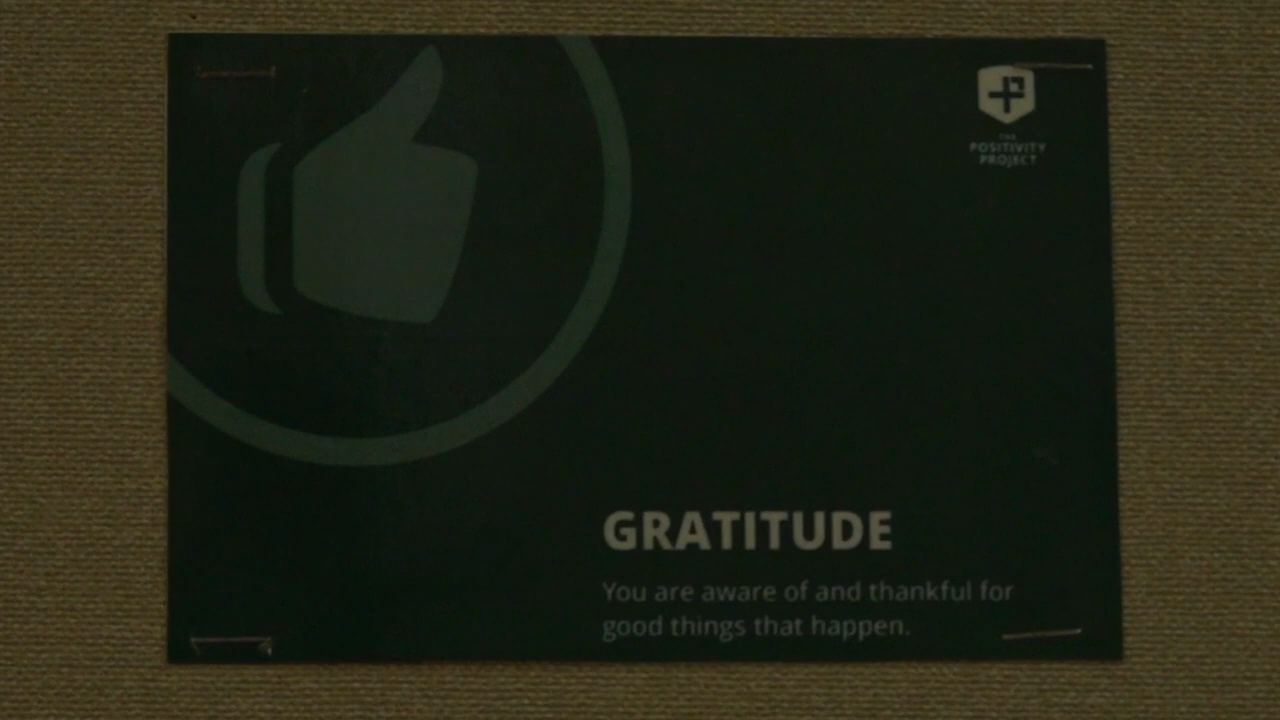 THE
POSITIVITY
PROJECT
GRATITUDE
You are aware of and thankful for
good things that happen.